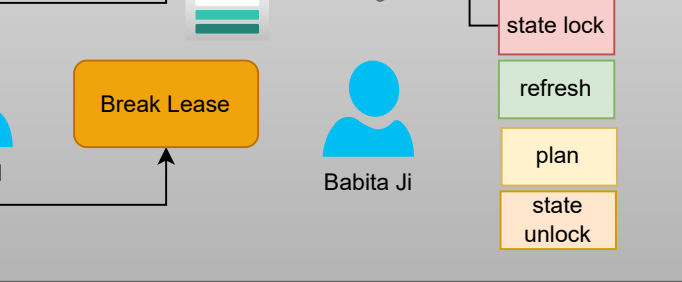 state lock
refresh
Break Lease
plan
Babita Ji
state
unlock